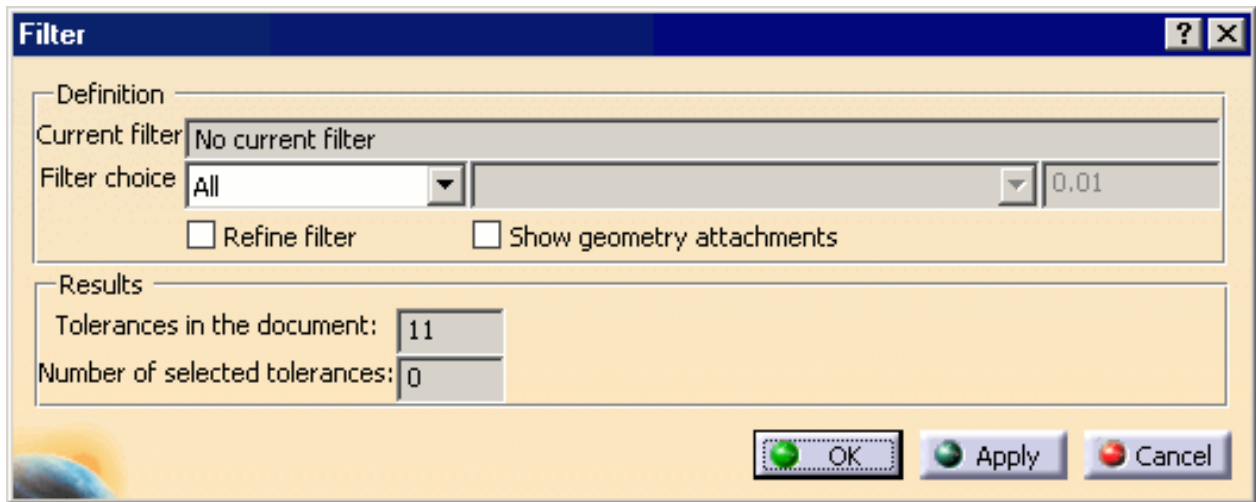 Filter ?
Definition
Current filter No current filter
Filter choice All 0.01
Refine filter Show geometry attachments
Results
Tolerances in the document: 11
Number of selected tolerances: 0
OK Apply Cancel